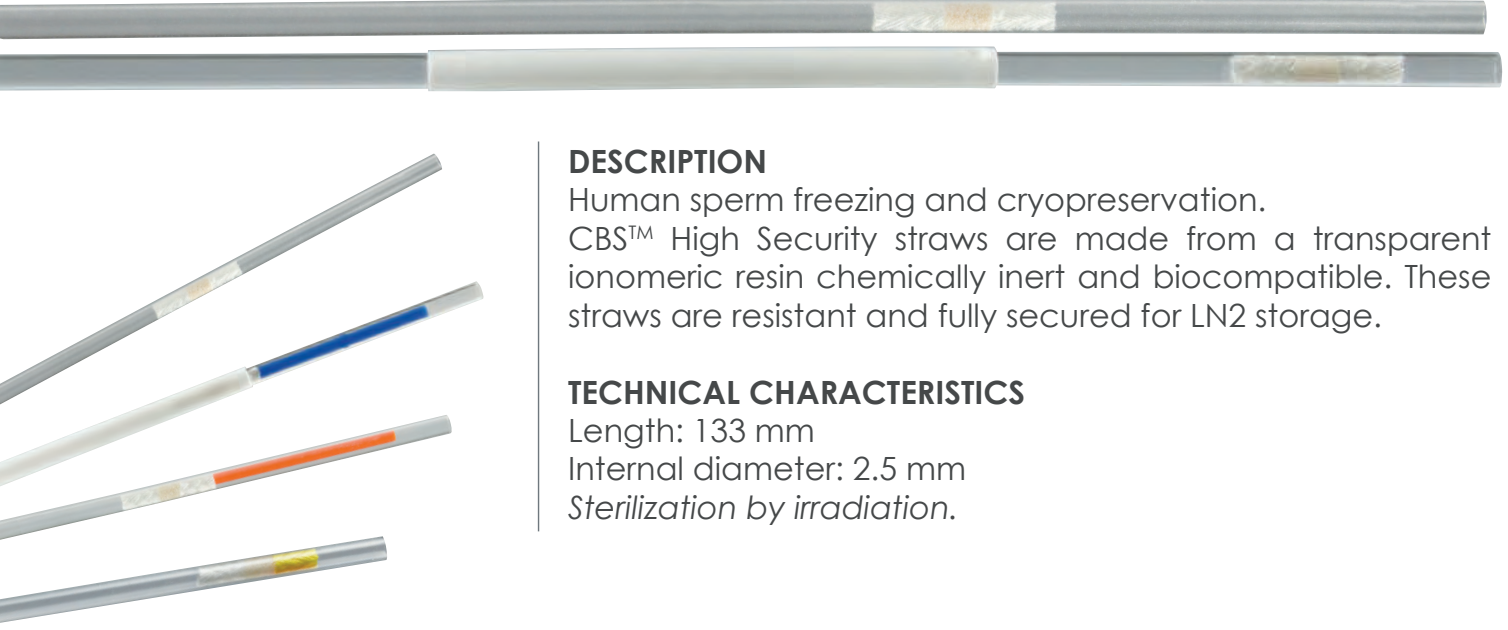 DESCRIPTION
Human sperm freezing and cryopreservation.
CBS™ High Security straws are made from a transparent
ionomeric resin chemically inert and biocompatible. These
straws are resistant and fully secured for LN2 storage.
TECHNICAL CHARACTERISTICS
Length: 133 mm
Internal diameter: 2.5 mm
Sterilization by irradiation.